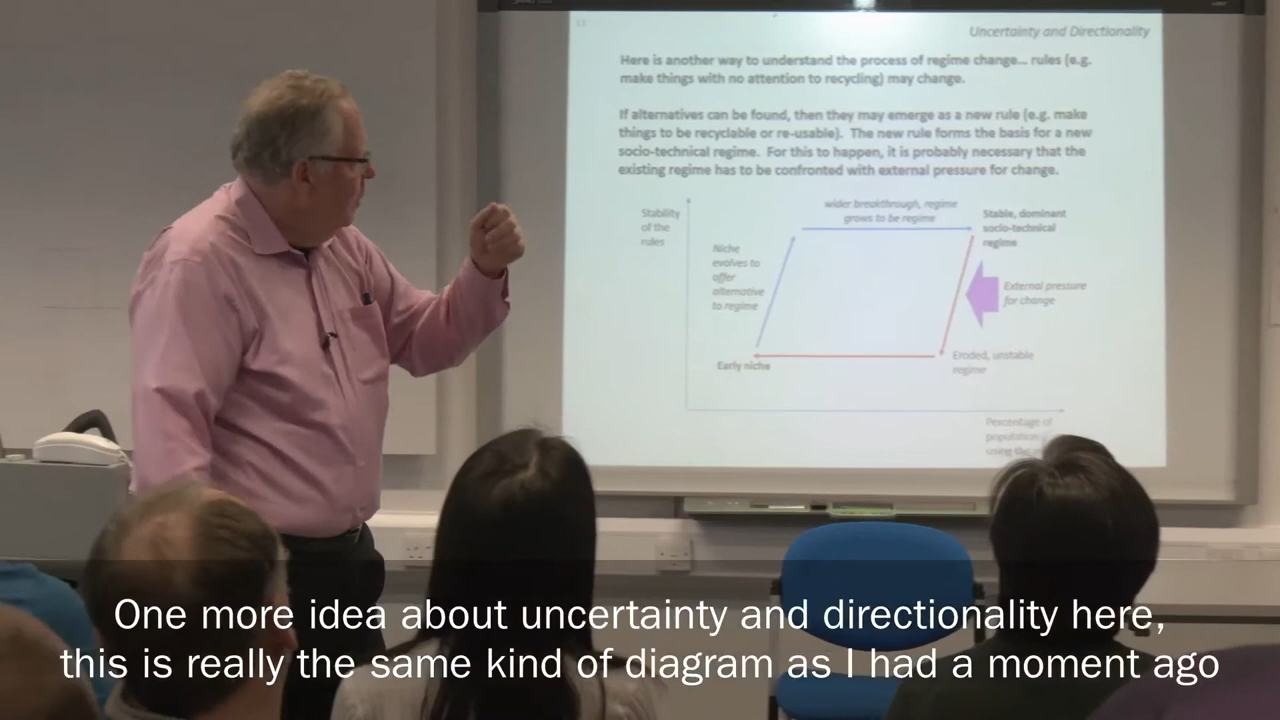 Uncertainty and Directionality
Here is another way to understand the process of regime change... rules (e.g.
make things with no attention to recycling) may change.
If alternatives can be found, then they may emerge as a new rule (e.g. make
things to be recyclable or re-usable). The new rule forms the basis for a new
socio-technical regime. For this to happen, it is probably necessary that the
existing regime has to be confronted with external pressure for change.
Stability
of the
rules
wider breakthrough, regime
grows to be regime
Stable, dominant
socio-technical
regime
Niche
evolves to
offer
alternative
to regime
External pressure
for change
Early niche
Eroded, unstable
regime
Percentage of
population
using the
One more idea about uncertainty and directionality here,
this is really the same kind of diagram as I had a moment ago